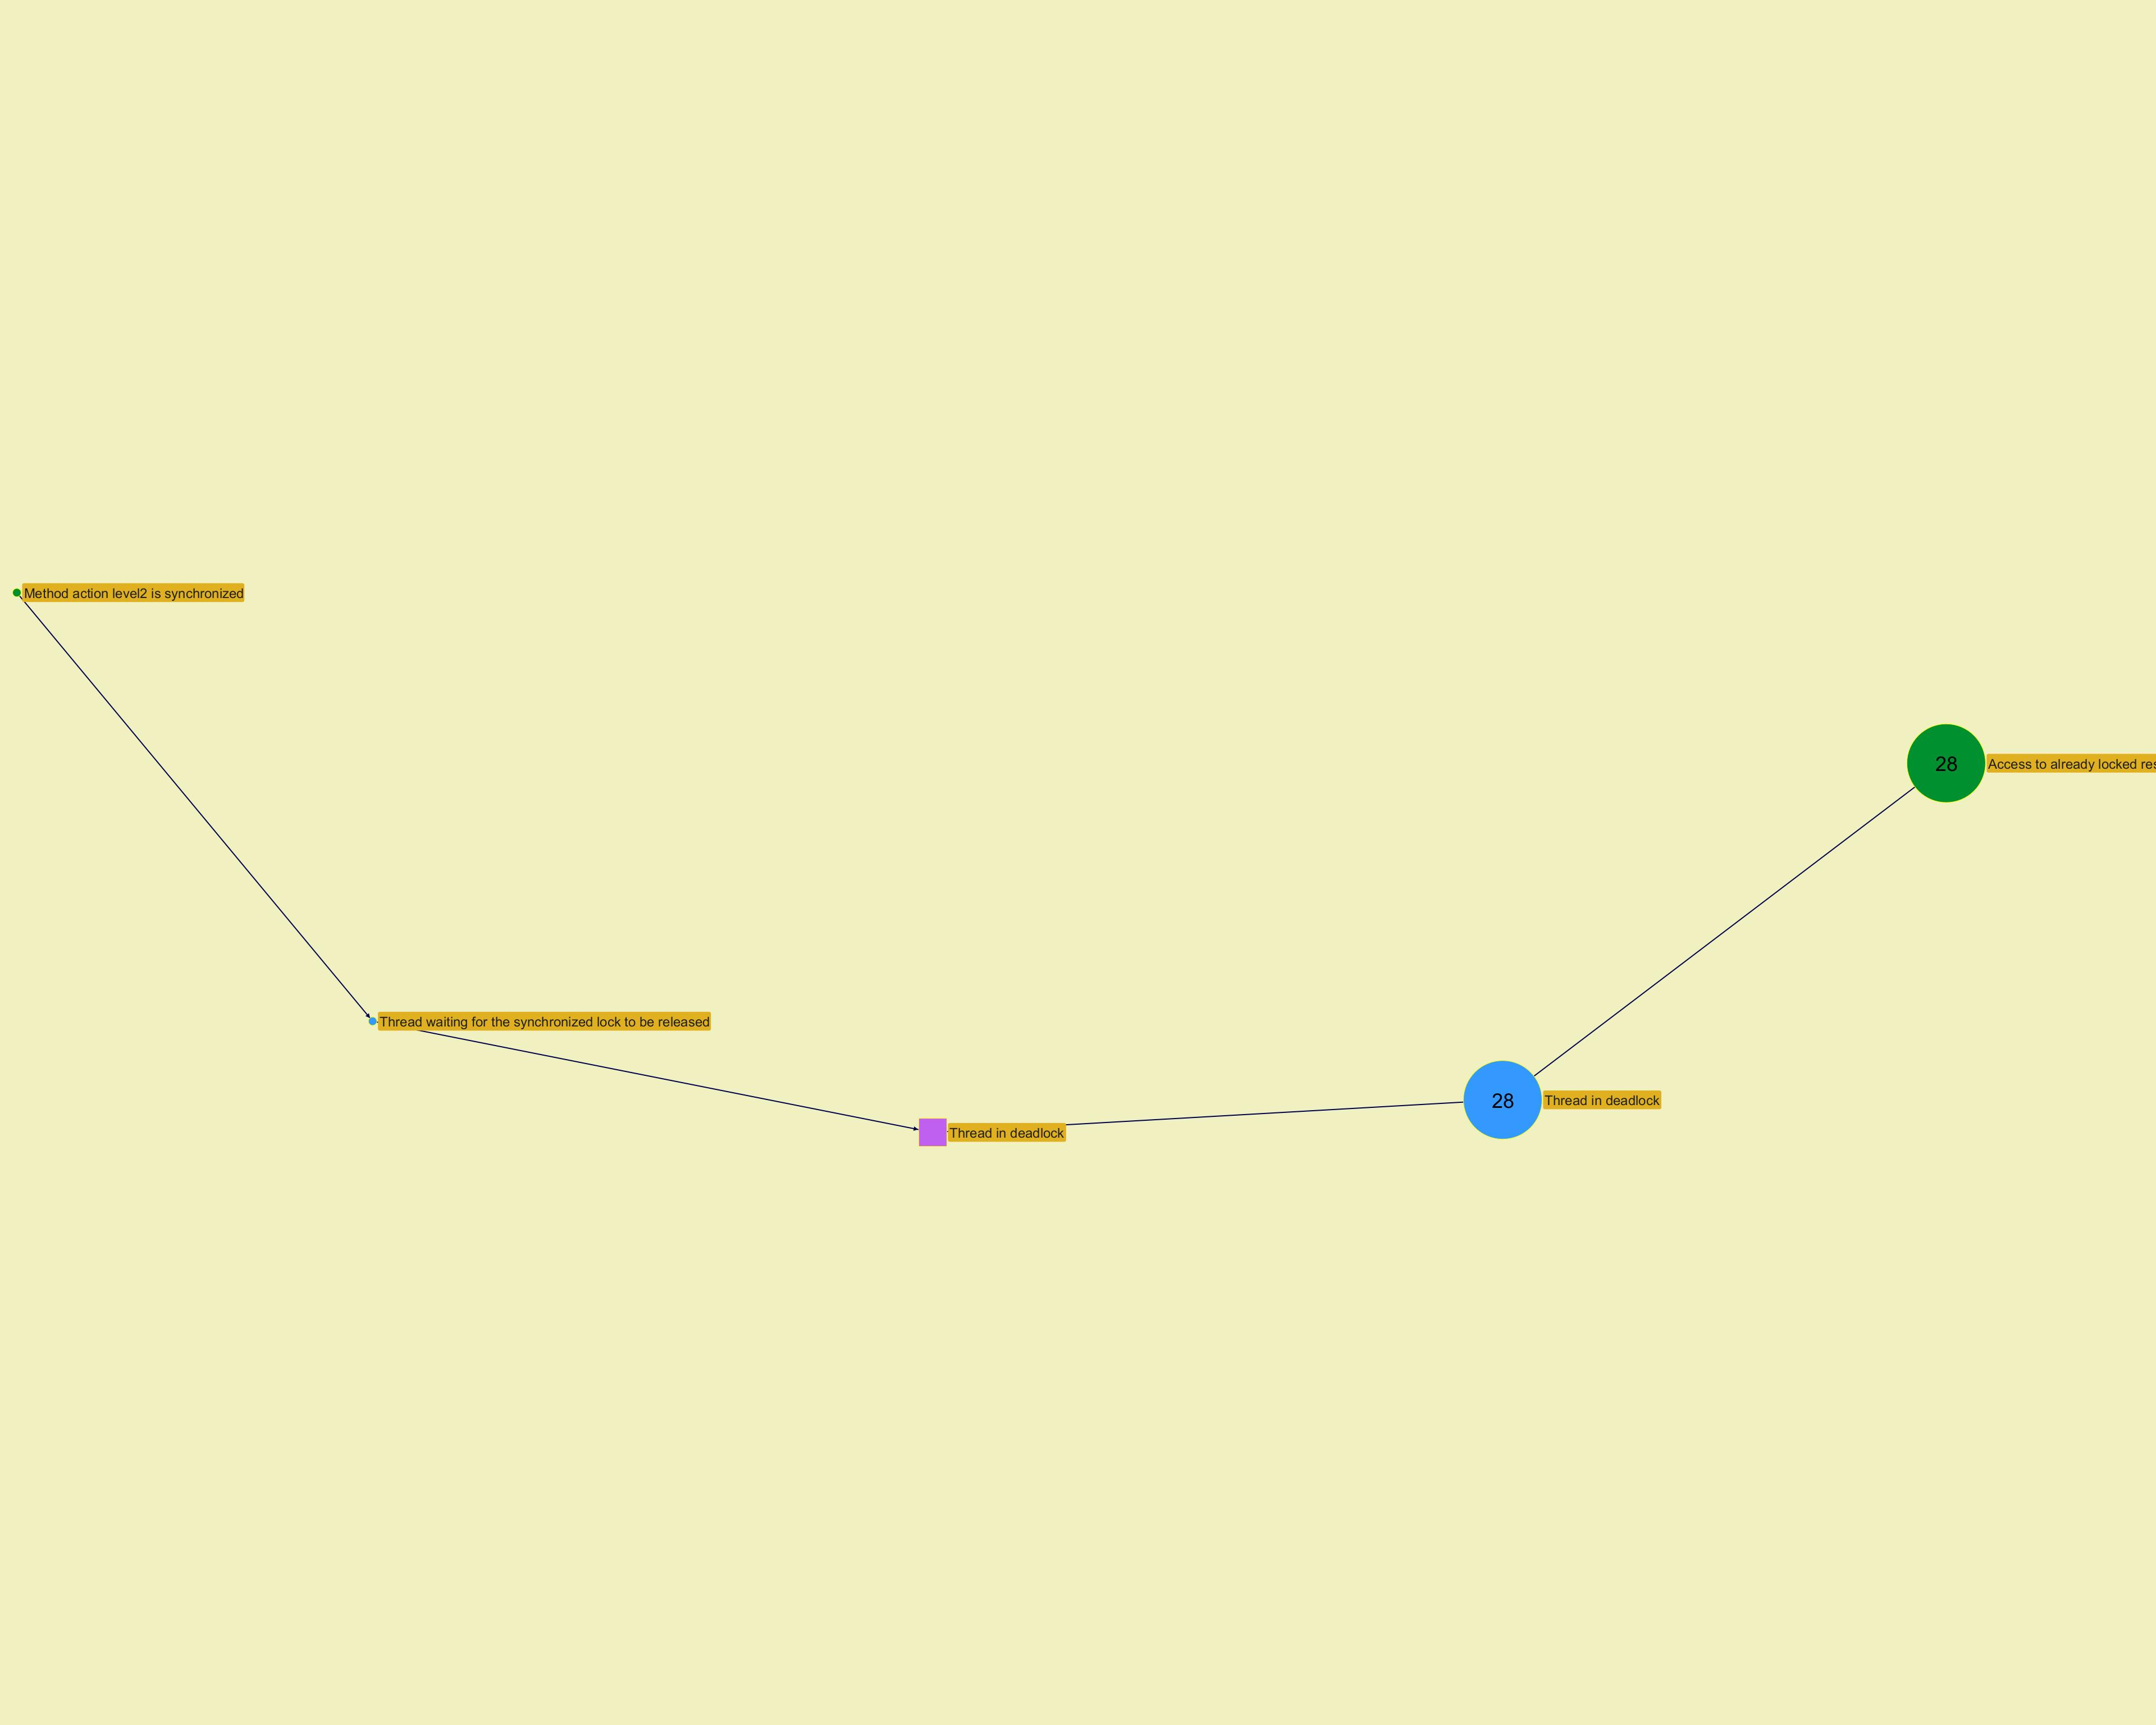 Method action level2 is synchronized
28
Access to already locked
Thread waiting for the synchronized lock to be released
28
Thread in deadlock
Thread in deadlock